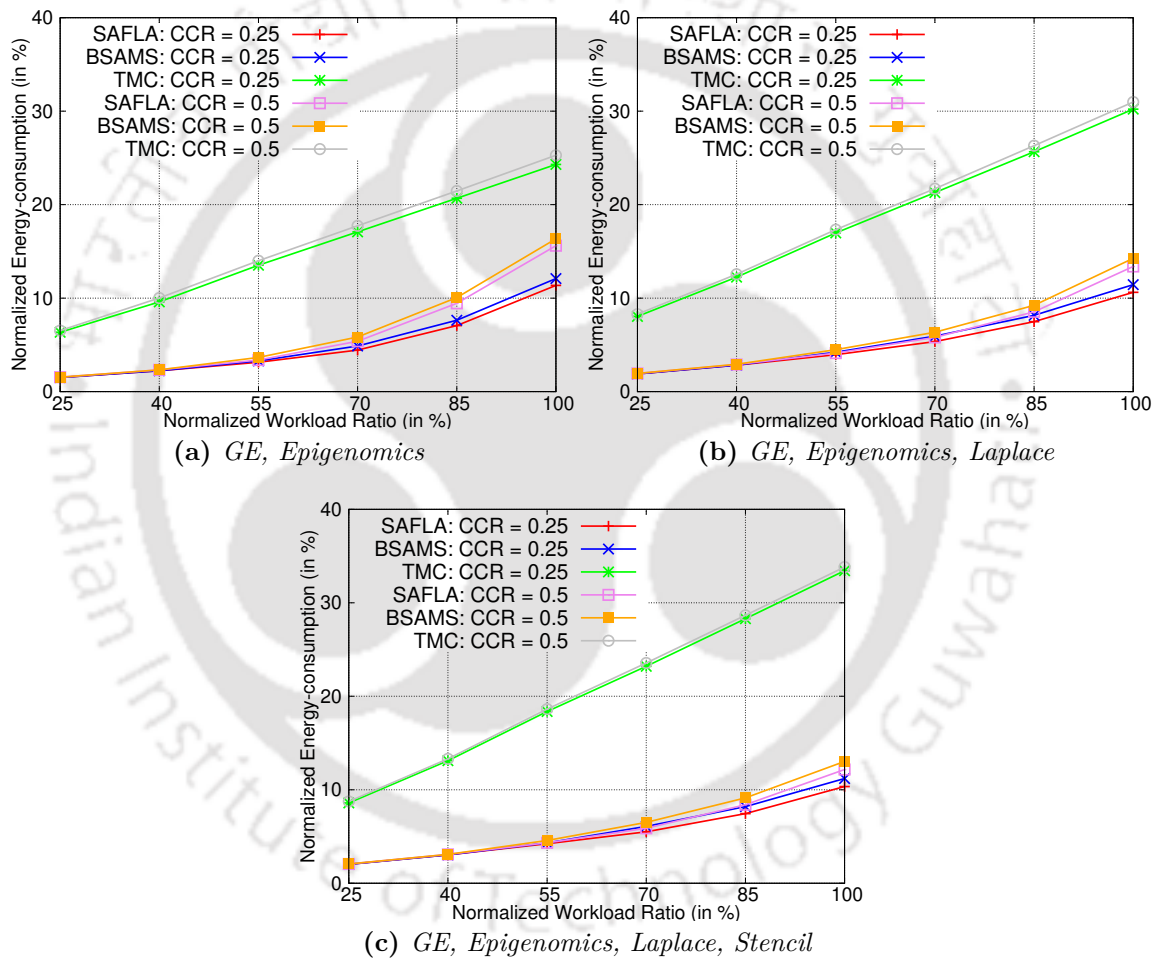 40
30
20
10
0
Normalized Energy-consumption (in %)
SAFLA: CCR = 0.25
BSAMS: CCR = 0.25
TMC: CCR = 0.25
SAFLA: CCR = 0.5
BSAMS: CCR = 0.5
TMC: CCR = 0.5
25 40 55 70 85 100
Normalized Workload Ratio (in %)
(a) GE, Epigenomics
40
30
20
10
0
Normalized Energy-consumption (in %)
SAFLA: CCR = 0.25
BSAMS: CCR = 0.25
TMC: CCR = 0.25
SAFLA: CCR = 0.5
BSAMS: CCR = 0.5
TMC: CCR = 0.5
25 40 55 70 85 100
Normalized Workload Ratio (in %)
(b) GE, Epigenomics, Laplace
40
30
20
10
0
Normalized Energy-consumption (in %)
SAFLA: CCR = 0.25
BSAMS: CCR = 0.25
TMC: CCR = 0.25
SAFLA: CCR = 0.5
BSAMS: CCR = 0.5
TMC: CCR = 0.5
25 40 55 70 85 100
Normalized Workload Ratio (in %)
(c) GE, Epigenomics, Laplace, Stencil
Indian Institute of Technology Guwahati